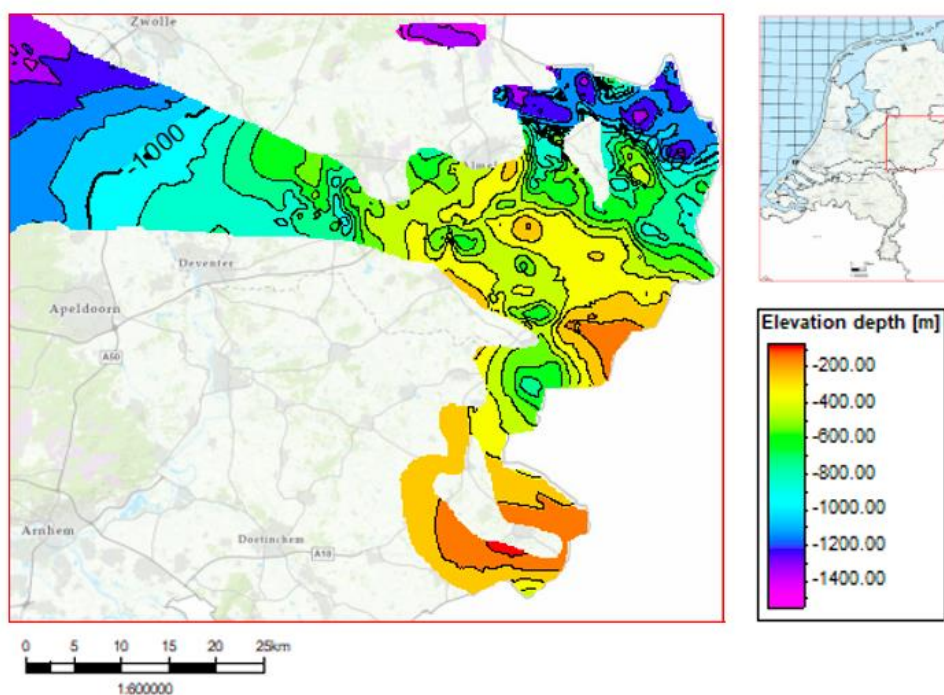 Zwolle
-1000
Almel
Deventer
Apeldoorn
A50
Arnhem
Doetinchem
A18
0 5 10 15 20 25km
1:600000
Elevation depth [m]
-200.00
-400.00
-600.00
-800.00
-1000.00
-1200.00
-1400.00